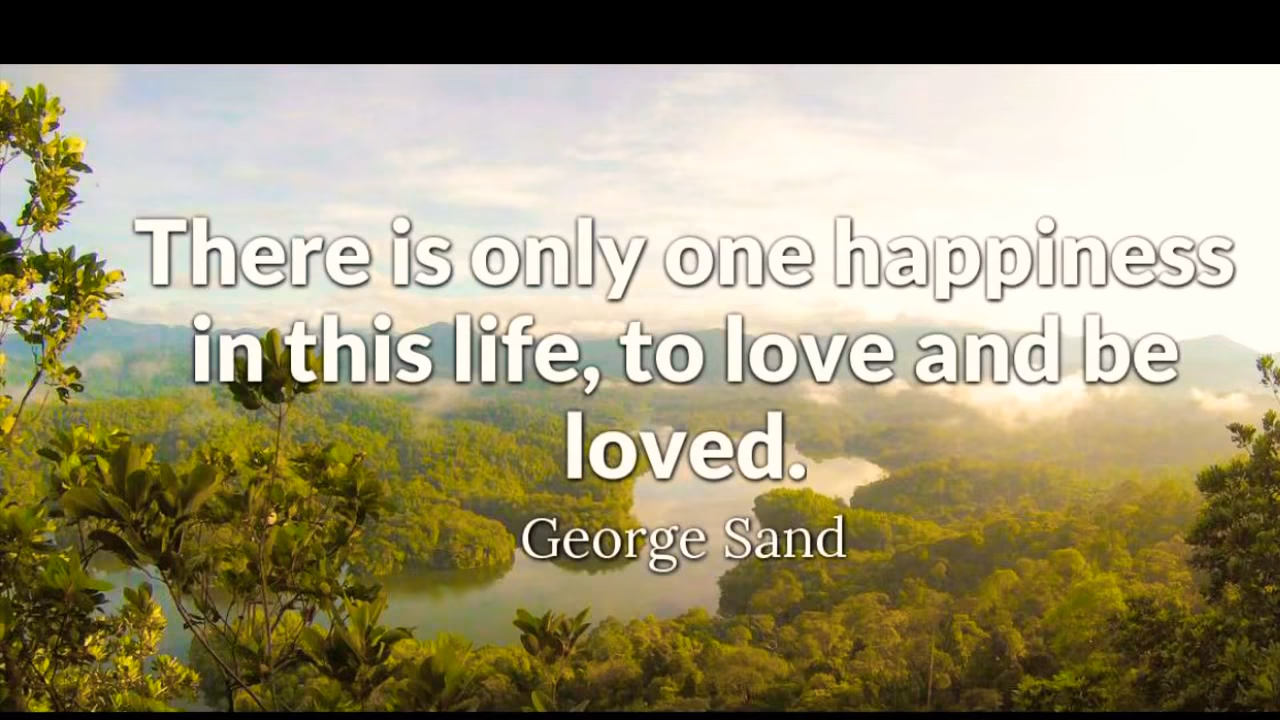 There is only one happiness
in this life, to love and be
loved.
George Sand